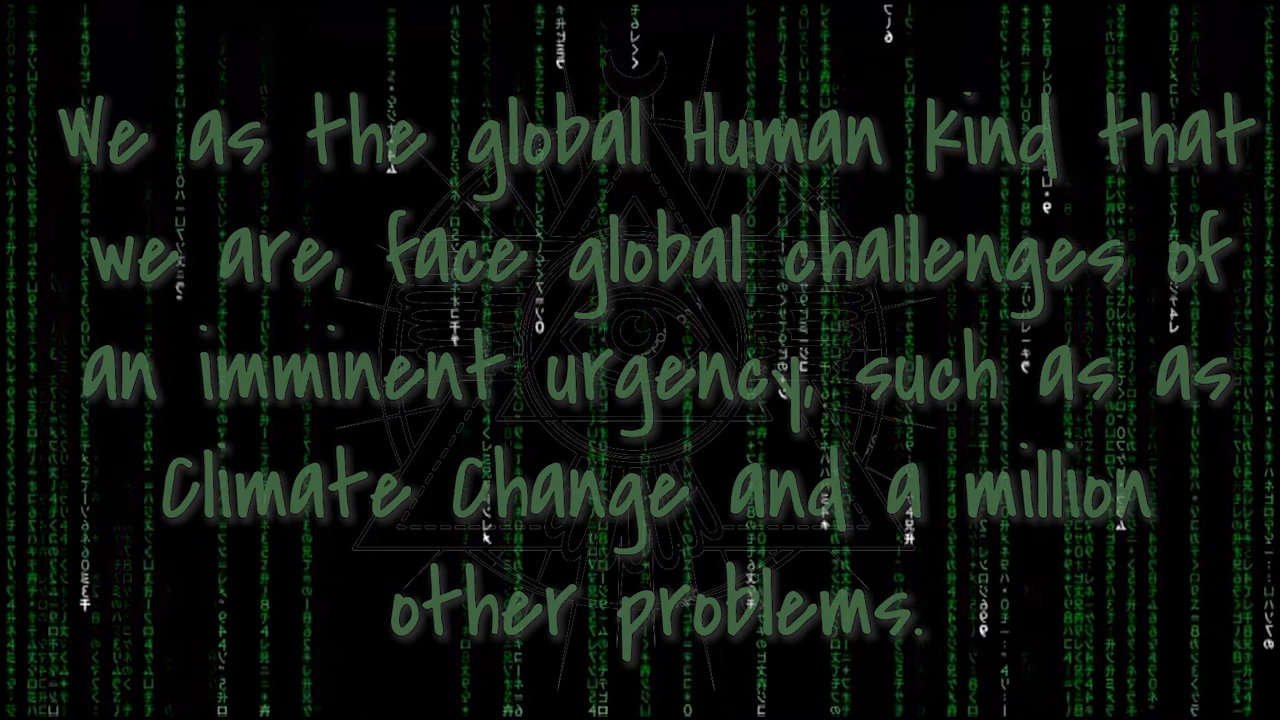 We as the global Human kind that
we are, face global challenges of
an imminent urgency, such as as
Climate Change and a million
other problems.